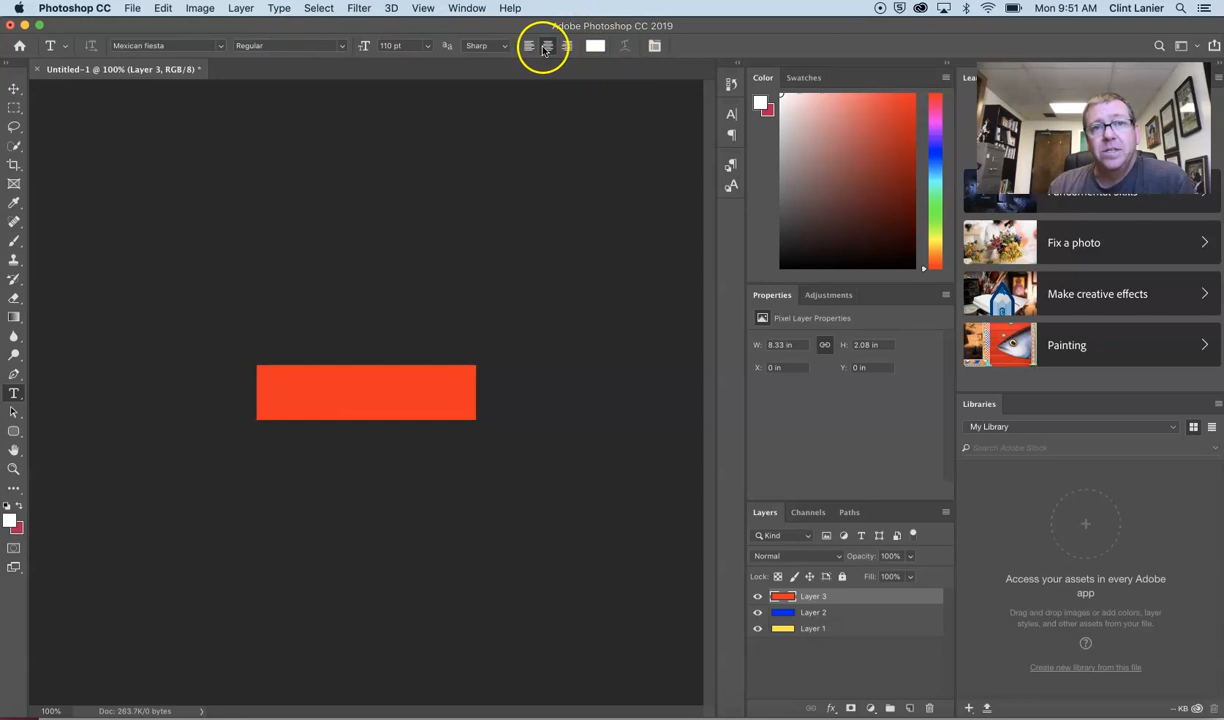 Photoshop CC File Edit Image Layer Type Select Filter 3D View Window Help Mon 9:51 AM Clint Lanier
Adobe Photoshop CC 2019
Mexican fiesta Regular 110 pt Sharp
Untitled-1 @ 100% (Layer 3, RGB/8) *
Color Swatches
Fundamental Skills
Fix a photo
Make creative effects
Properties Adjustments
Pixel Layer Properties
Painting
W: 8.33 in H: 2.08 in
X: 0 in Y: 0 in
Libraries
My Library
Search Adobe Stock
Layers Channels Paths
Kind
Normal Opacity: 100%
Lock: Fill: 100%
Layer 3
Layer 2
Layer 1
Access your assets in every Adobe
app
Drag and drop images or add colors, layer
styles, and other assets from your document.
Create new library from this file
100% Doc: 263.7K/0 bytes
-- KB